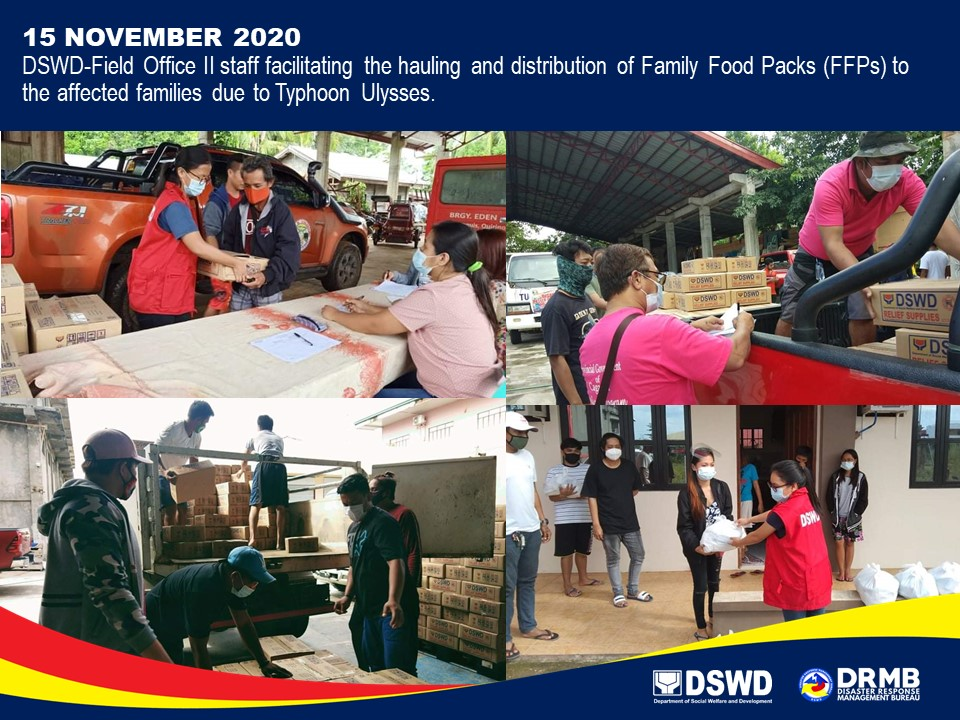 15 NOVEMBER 2020
DSWD-Field Office II staff facilitating the hauling and distribution of Family Food Packs (FFPs) to
the affected families due to Typhoon Ulysses.
Z71
BRGY. EDEN
TU
DSWD
RELIEF SUPPLIES
DSWD
DSWD
Department of Social Welfare and Development
DRMB
DISASTER RESPONSE
MANAGEMENT BUREAU